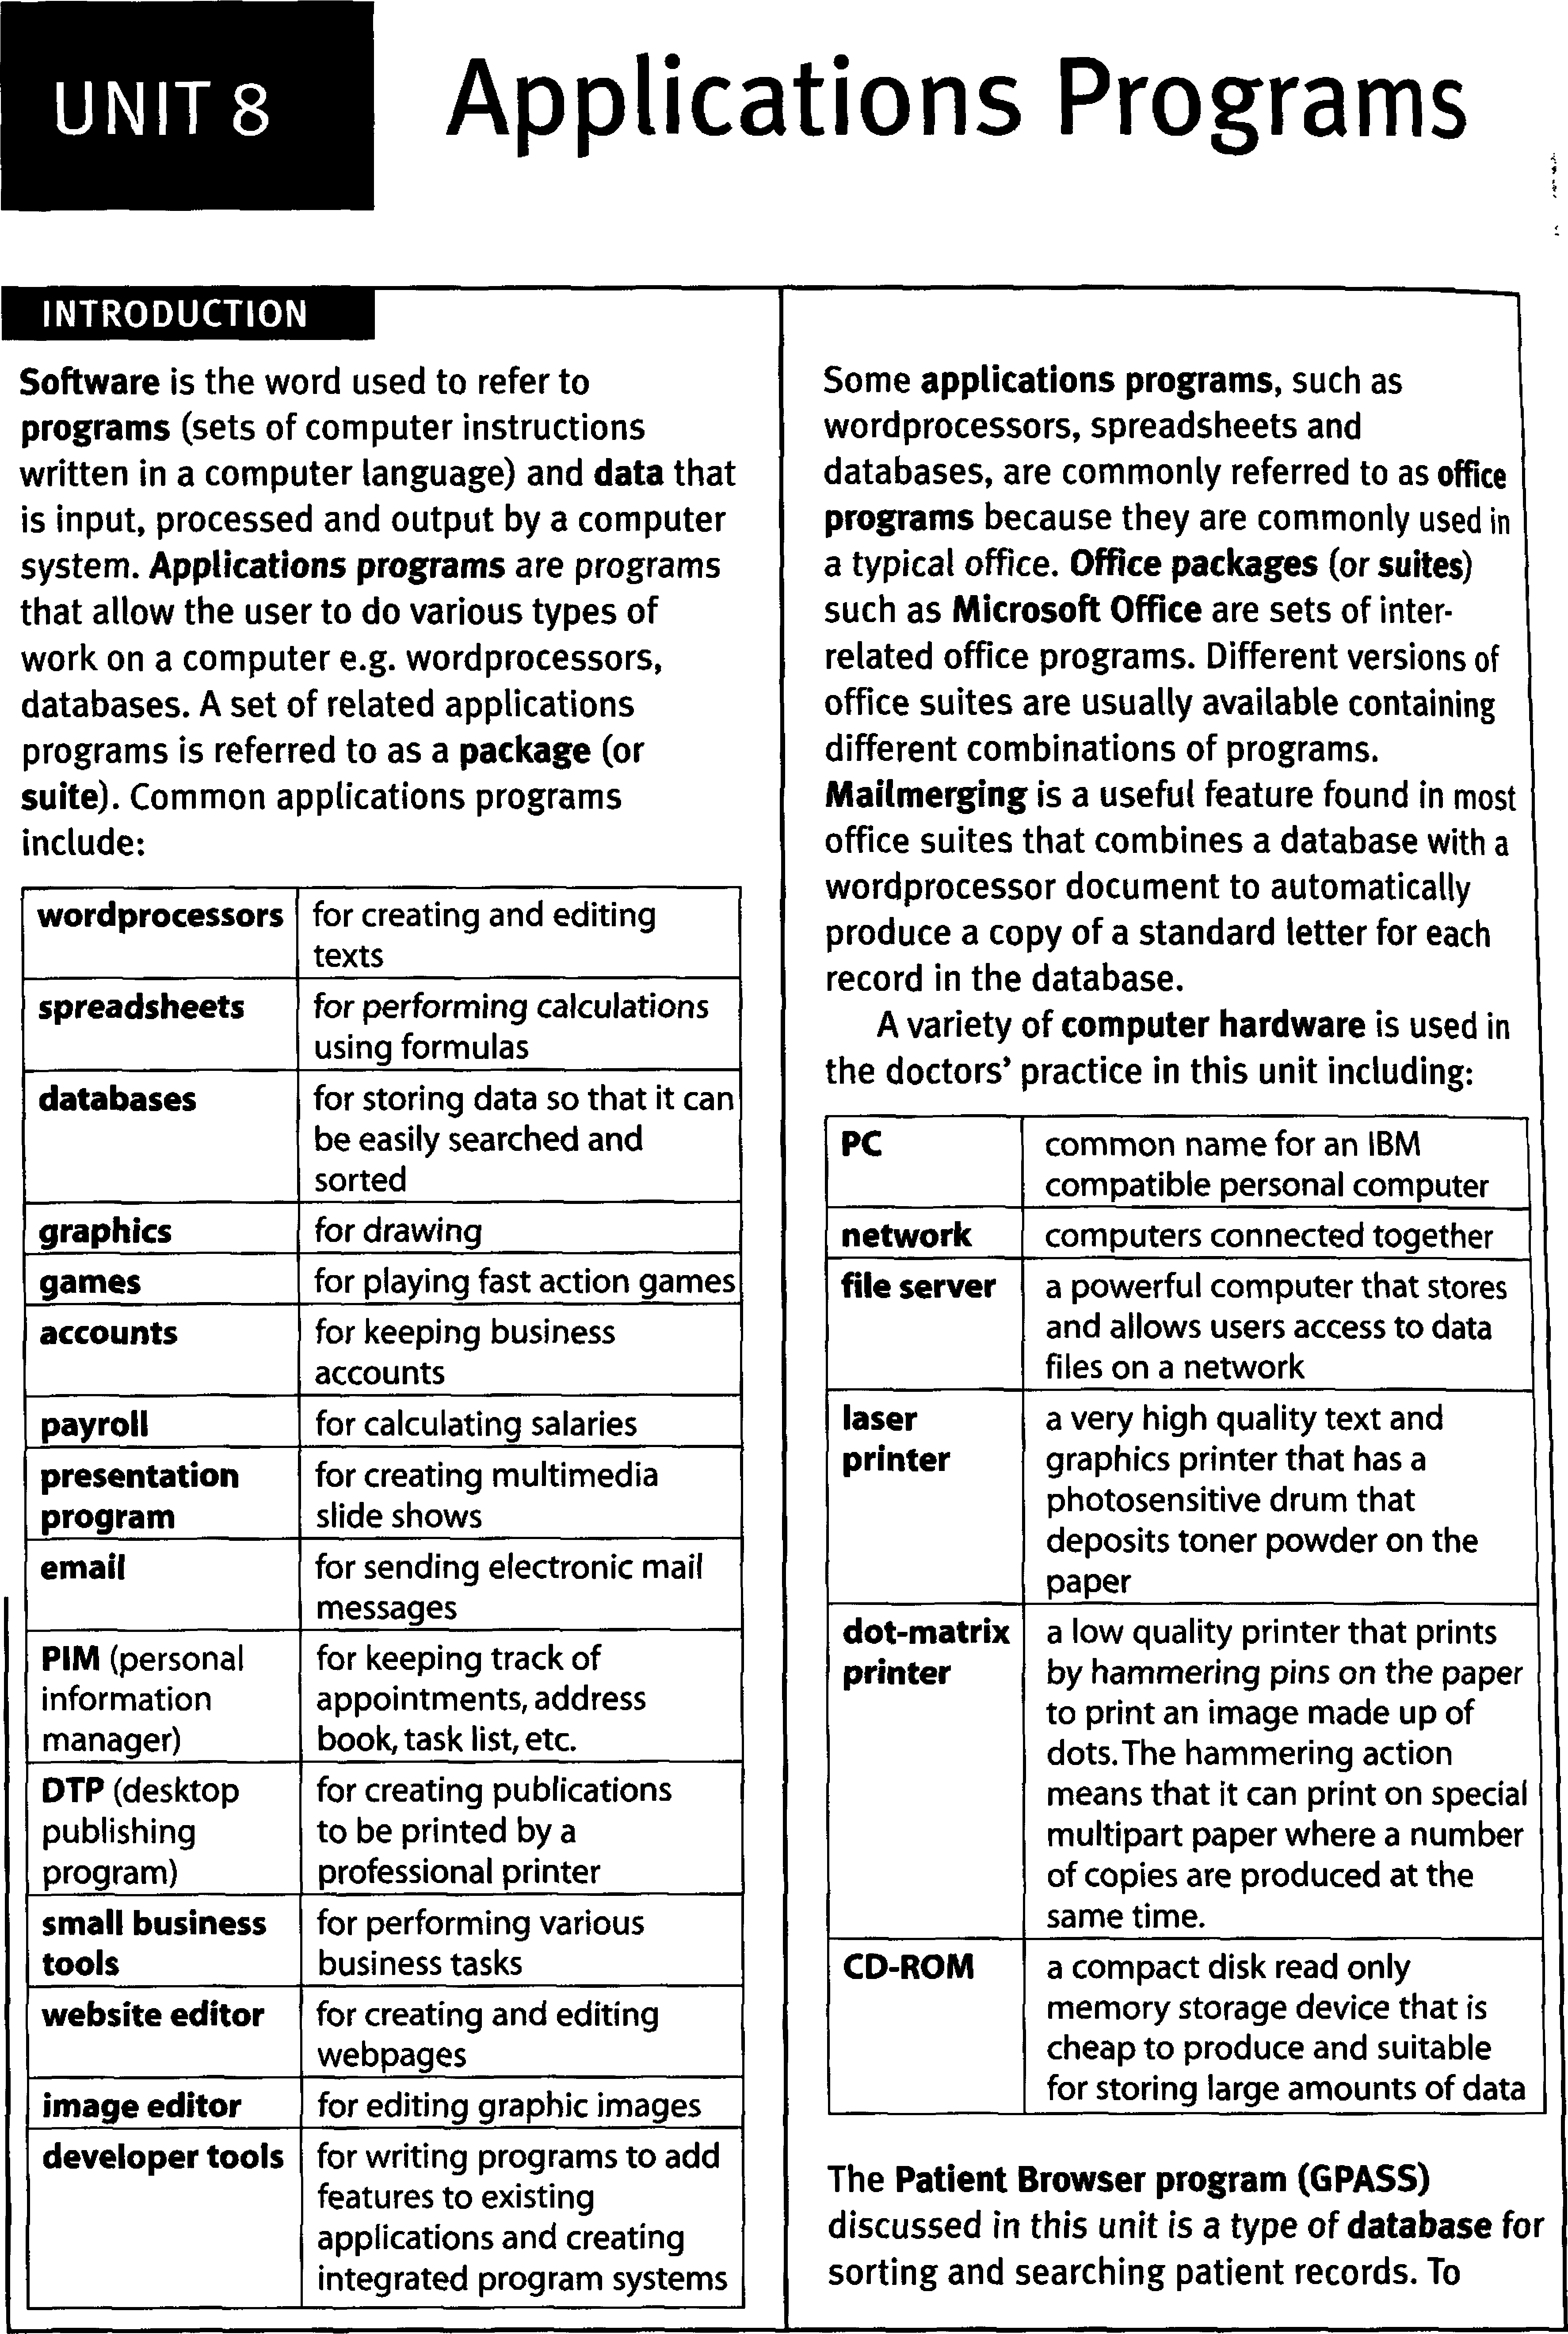 UNIT 8
Applications Programs
INTRODUCTION
Software is the word used to refer to
programs (sets of computer instructions
written in a computer language) and data that
is input, processed and output by a computer
system. Applications programs are programs
that allow the user to do various types of
work on a computer e.g. wordprocessors,
databases. A set of related applications
programs is referred to as a package (or
suite). Common applications programs
include:
wordprocessors for creating and editing
texts
spreadsheets for performing calculations
using formulas
databases for storing data so that it can
be easily searched and
sorted
graphics for drawing
games for playing fast action games
accounts for keeping business
accounts
payroll for calculating salaries
presentation for creating multimedia
program slide shows
email for sending electronic mail
messages
PIM (personal for keeping track of
information appointments, address
manager) book, task list, etc.
DTP (desktop for creating publications
publishing to be printed by a
program) professional printer
small business for performing various
tools business tasks
website editor for creating and editing
webpages
image editor for editing graphic images
developer tools for writing programs to add
features to existing
applications and creating
integrated program systems
Some applications programs, such as
wordprocessors, spreadsheets and
databases, are commonly referred to as office
programs because they are commonly used in
a typical office. Office packages (or suites)
such as Microsoft Office are sets of inter-
related office programs. Different versions of
office suites are usually available containing
different combinations of programs.
Mailmerging is a useful feature found in most
office suites that combines a database with a
wordprocessor document to automatically
produce a copy of a standard letter for each
record in the database.
A variety of computer hardware is used in
the doctors' practice in this unit including:
PC common name for an IBM
compatible personal computer
network computers connected together
file server a powerful computer that stores
and allows users access to data
files on a network
laser a very high quality text and
printer graphics printer that has a
photosensitive drum that
deposits toner powder on the
paper
dot-matrix a low quality printer that prints
printer by hammering pins on the paper
to print an image made up of
dots. The hammering action
means that it can print on special
multipart paper where a number
of copies are produced at the
same time.
CD-ROM a compact disk read only
memory storage device that is
cheap to produce and suitable
for storing large amounts of data
The Patient Browser program (GPASS)
discussed in this unit is a type of database for
sorting and searching patient records. To